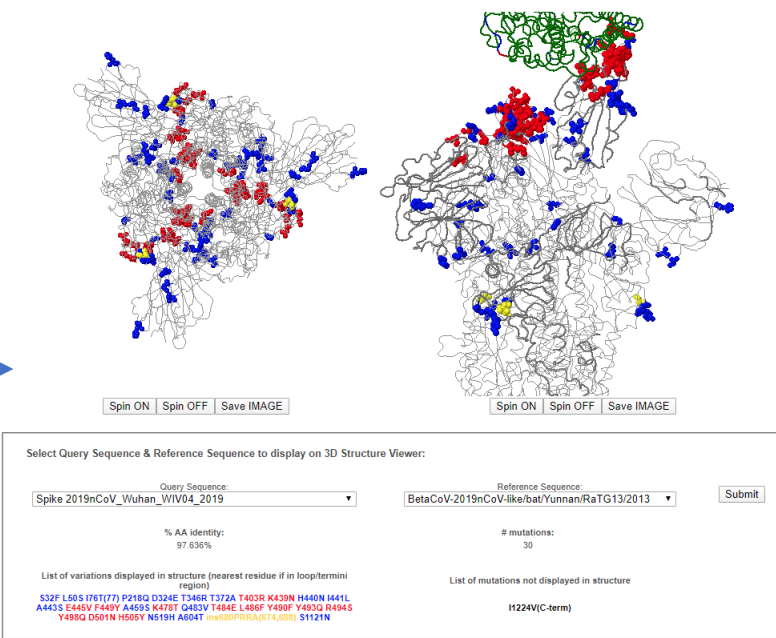 Spin ON Spin OFF Save IMAGE
Spin ON Spin OFF Save IMAGE
Select Query Sequence & Reference Sequence to display on 3D Structure Viewer:
Query Sequence:
Spike 2019nCoV_Wuhan_WIV04_2019
Reference Sequence:
BetaCoV-2019nCoV-like/bat/Yunnan/RaTG13/2013
Submit
% AA identity:
97.636%
# mutations:
30
List of variations displayed in structure (nearest residue if in loop/termini
region)
S32F L50S I76T(77) P218Q D324E T346R T372A T403R K439N H440N I441L
A443S E445V F449Y A459S K478T Q483V T484E L486F Y490F Y493Q R494S
Y498Q D501N H505Y N519H A604T ins680PRRA(674,688) S1121N
List of mutations not displayed in structure
I1224V(C-term)